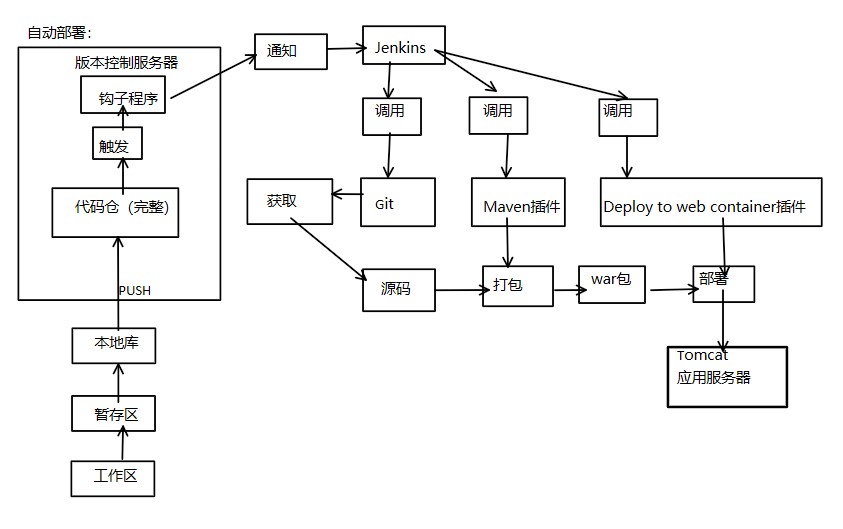 自动部署：
版本控制服务器
钩子程序
触发
代码仓（完整）
PUSH
本地库
暂存区
工作区
通知
Jenkins
调用
调用
调用
获取
Git
Maven插件
Deploy to web container插件
源码
打包
war包
部署
Tomcat
应用服务器